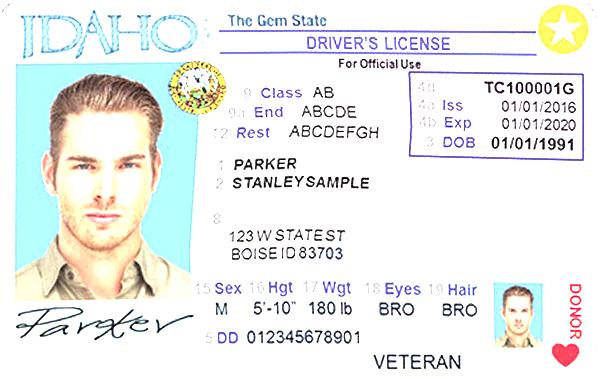 IDAHO
The Gem State
DRIVER'S LICENSE
For Official Use
9 Class AB
9a End ABCDE
12 Rest ABCDEFGH
4d TC100001G
4a Iss 01/01/2016
4b Exp 01/01/2020
3 DOB 01/01/1991
1 PARKER
2 STANLEYSAMPLE
8
123 W STATE ST
BOISE ID 83703
15 Sex 16 Hgt 17 Wgt 18 Eyes 19 Hair
M 5'-10" 180 lb BRO BRO
5 DD 012345678901
VETERAN
DONOR
Parker